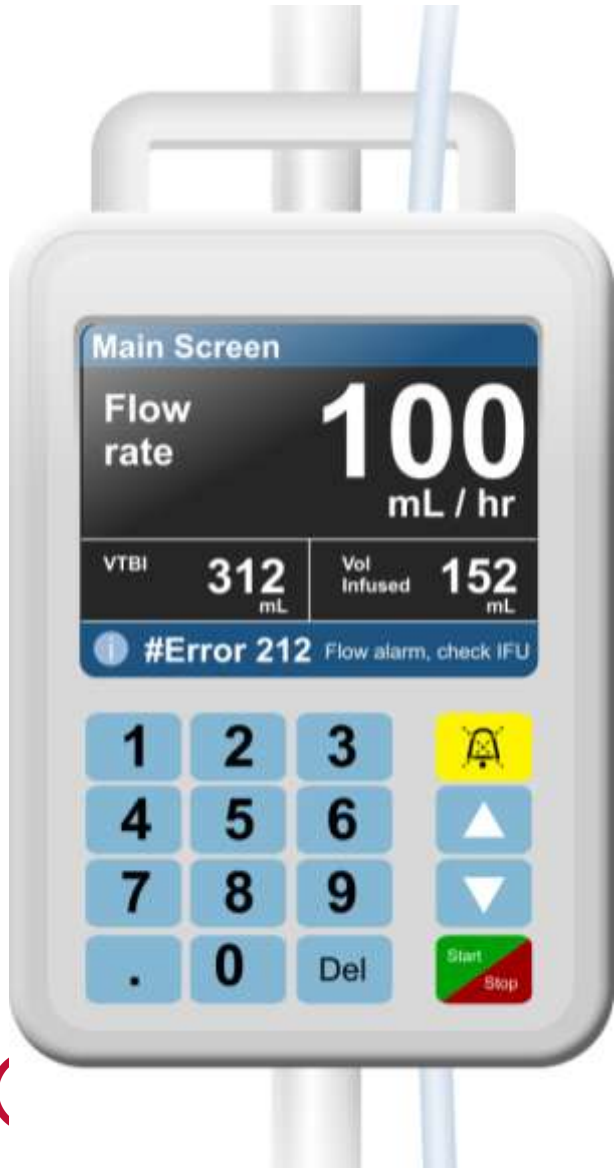 Main Screen
Flow
rate
100
mL / hr
VTBI
312
mL
Vol
Infused
152
mL
#Error 212 Flow alarm, check IFU
1 2 3
4 5 6
7 8 9
. 0 Del
Start
Stop